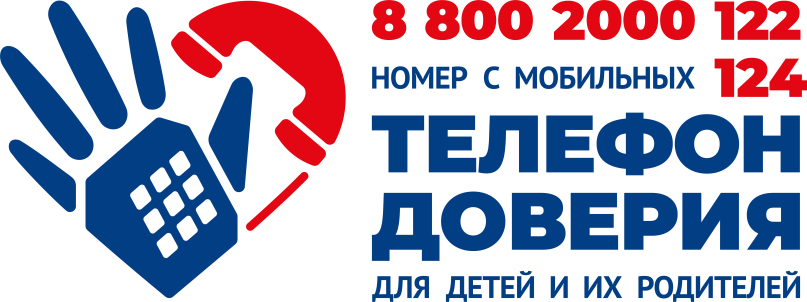 8 800 2000 122
НОМЕР С МОБИЛЬНЫХ 124
ТЕЛЕФОН
ДОВЕРИЯ
ДЛЯ ДЕТЕЙ И ИХ РОДИТЕЛЕЙ